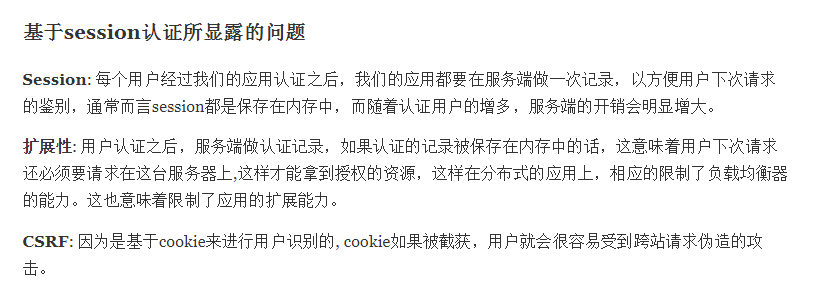 基于session认证所显露的问题
Session: 每个用户经过我们的应用认证之后，我们的应用都要在服务端做一次记录，以方便用户下次请求
的鉴别，通常而言session都是保存在内存中，而随着认证用户的增多，服务端的开销会明显增大。
扩展性: 用户认证之后，服务端做认证记录，如果认证的记录被保存在内存中的话，这意味着用户下次请求
还必须要请求在这台服务器上,这样才能拿到授权的资源，这样在分布式的应用上，相应的限制了负载均衡器
的能力。这也意味着限制了应用的扩展能力。
CSRF: 因为是基于cookie来进行用户识别的, cookie如果被截获，用户就会很容易受到跨站请求伪造的攻
击。